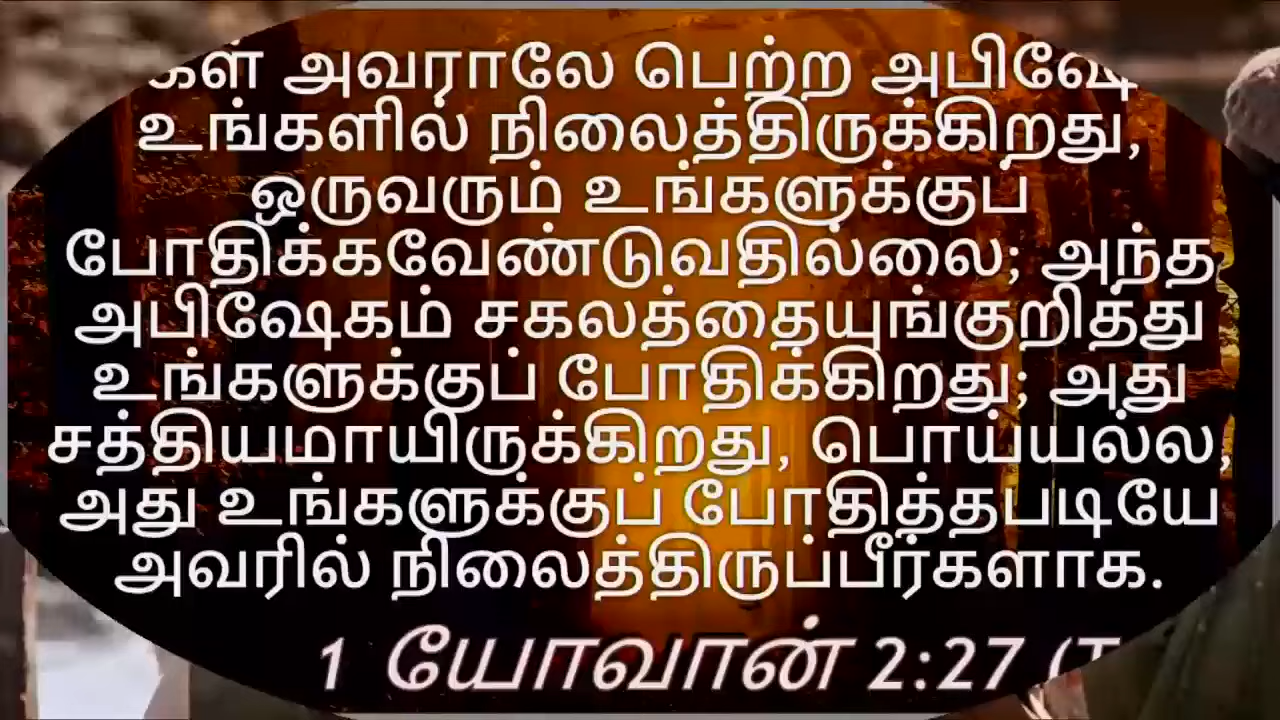 அவராலே பெற்ற
உங்களில் நிலைத்திருக்கிறது,
ஒருவரும் உங்களுக்குப்
போதிக்கவேண்டுவதில்லை; அந்த
அபிஷேகம் சகலத்தையுங்குறித்து
உங்களுக்குப் போதிக்கிறது; அது
சத்தியமாயிருக்கிறது, பொய்யல்ல,
அது உங்களுக்குப் போதித்தபடியே
அவரில் நிலைத்திருப்பீர்களாக.
1 யோவான் 2:27